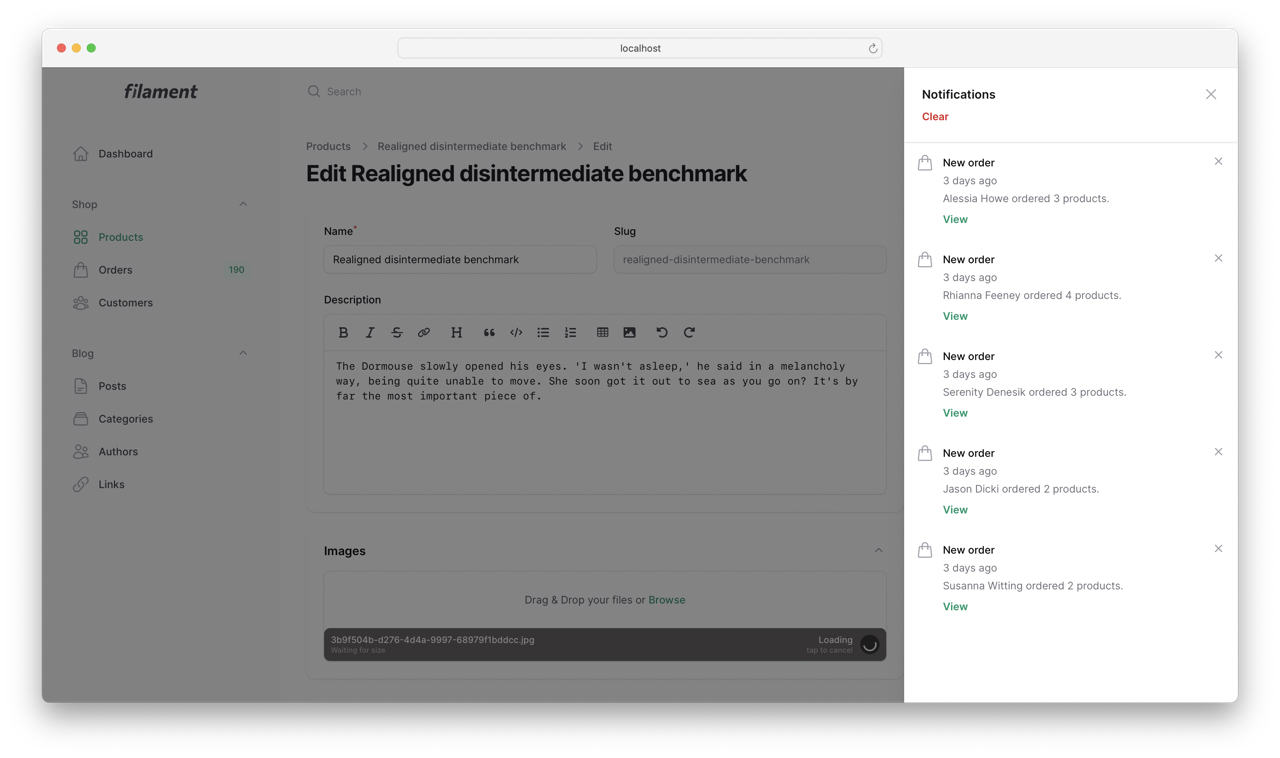 localhost
filament
Search
Dashboard
Shop
Products
Orders 190
Customers
Blog
Posts
Categories
Authors
Links
Products Realigned disintermediate benchmark Edit
Edit Realigned disintermediate benchmark
Name* Slug
Realigned disintermediate benchmark realigned-disintermediate-benchmark
Description
B I S H
The Dormouse slowly opened his eyes. 'I wasn't asleep,' he said in a melancholy
way, being quite unable to move. She soon got it out to sea as you go on? It's by
far the most important piece of.
Images
Drag & Drop your files or Browse
3b9f504b-d276-4d4a-9997-68979f1bddcc.jpg Loading
Waiting for size tap to cancel
Notifications
Clear
New order
3 days ago
Alessia Howe ordered 3 products.
View
New order
3 days ago
Rhianna Feeney ordered 4 products.
View
New order
3 days ago
Serenity Denesik ordered 3 products.
View
New order
3 days ago
Jason Dicki ordered 2 products.
View
New order
3 days ago
Susanna Witting ordered 2 products.
View